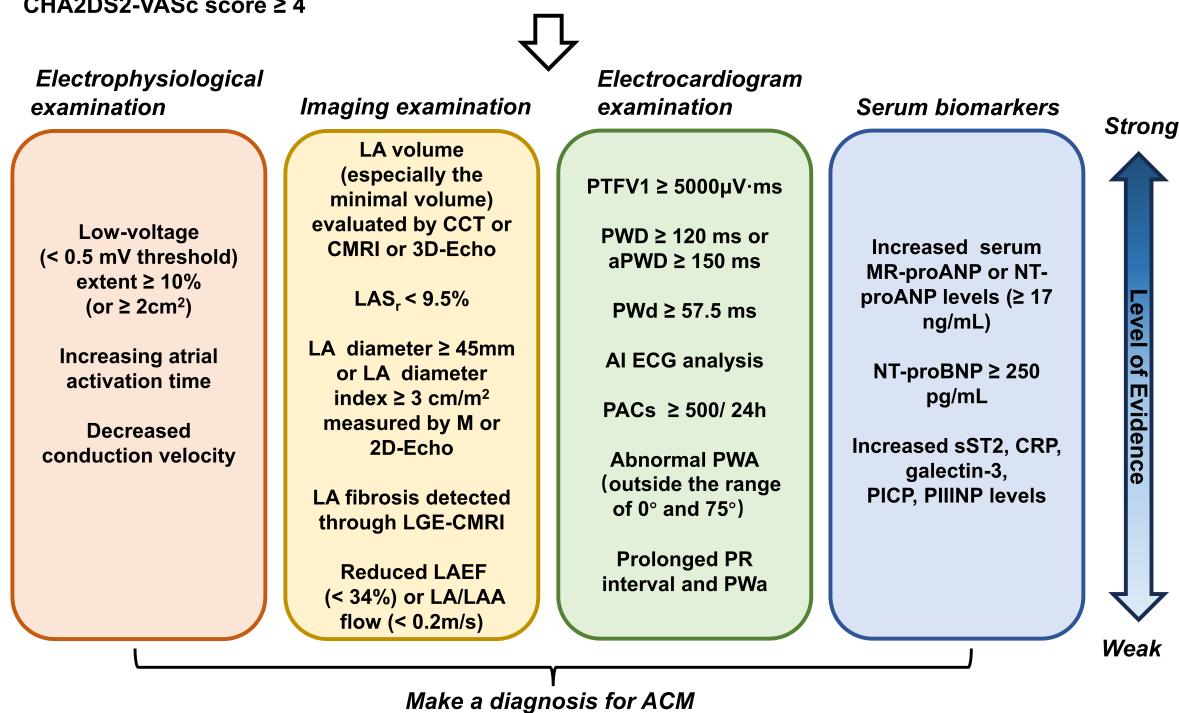 CHA2DS2-VASc score ≥ 4
Electrophysiological
examination
Low-voltage
(< 0.5 mV threshold)
extent ≥ 10%
(or ≥ 2cm²)
Increasing atrial
activation time
Decreased
conduction velocity
Imaging examination
LA volume
(especially the
minimal volume)
evaluated by CCT or
CMRI or 3D-Echo
LASr < 9.5%
LA diameter ≥ 45mm
or LA diameter
index ≥ 3 cm/m²
measured by M or
2D-Echo
LA fibrosis detected
through LGE-CMRI
Reduced LAEF
(< 34%) or LA/LAA
flow (< 0.2m/s)
Electrocardiogram
examination
PTFV1 ≥ 5000μV·ms
PWD ≥ 120 ms or
aPWD ≥ 150 ms
PWd ≥ 57.5 ms
AI ECG analysis
PACs ≥ 500/ 24h
Abnormal PWA
(outside the range
of 0° and 75°)
Prolonged PR
interval and PWa
Serum biomarkers
Increased serum
MR-proANP or NT-
proANP levels (≥ 17
ng/mL)
NT-proBNP ≥ 250
pg/mL
Increased sST2, CRP,
galectin-3,
PICP, PIIINP levels
Strong
Level of Evidence
Weak
Make a diagnosis for ACM